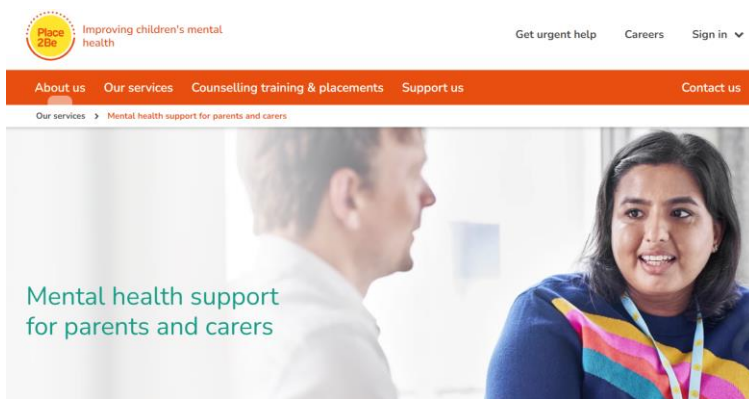 Place
2Be
Improving children's mental
health
Get urgent help Careers Sign in
About us Our services Counselling training & placements Support us Contact us
Our services > Mental health support for parents and carers
Mental health support
for parents and carers